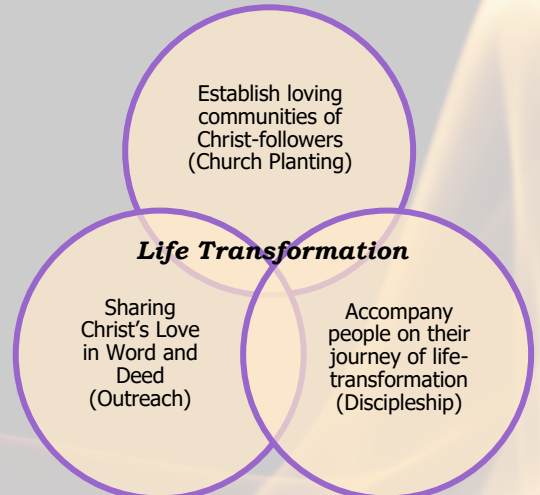 Establish loving
communities of
Christ-followers
(Church Planting)
Life Transformation
Sharing
Christ's Love
in Word and
Deed
(Outreach)
Accompany
people on their
journey of life-
transformation
(Discipleship)